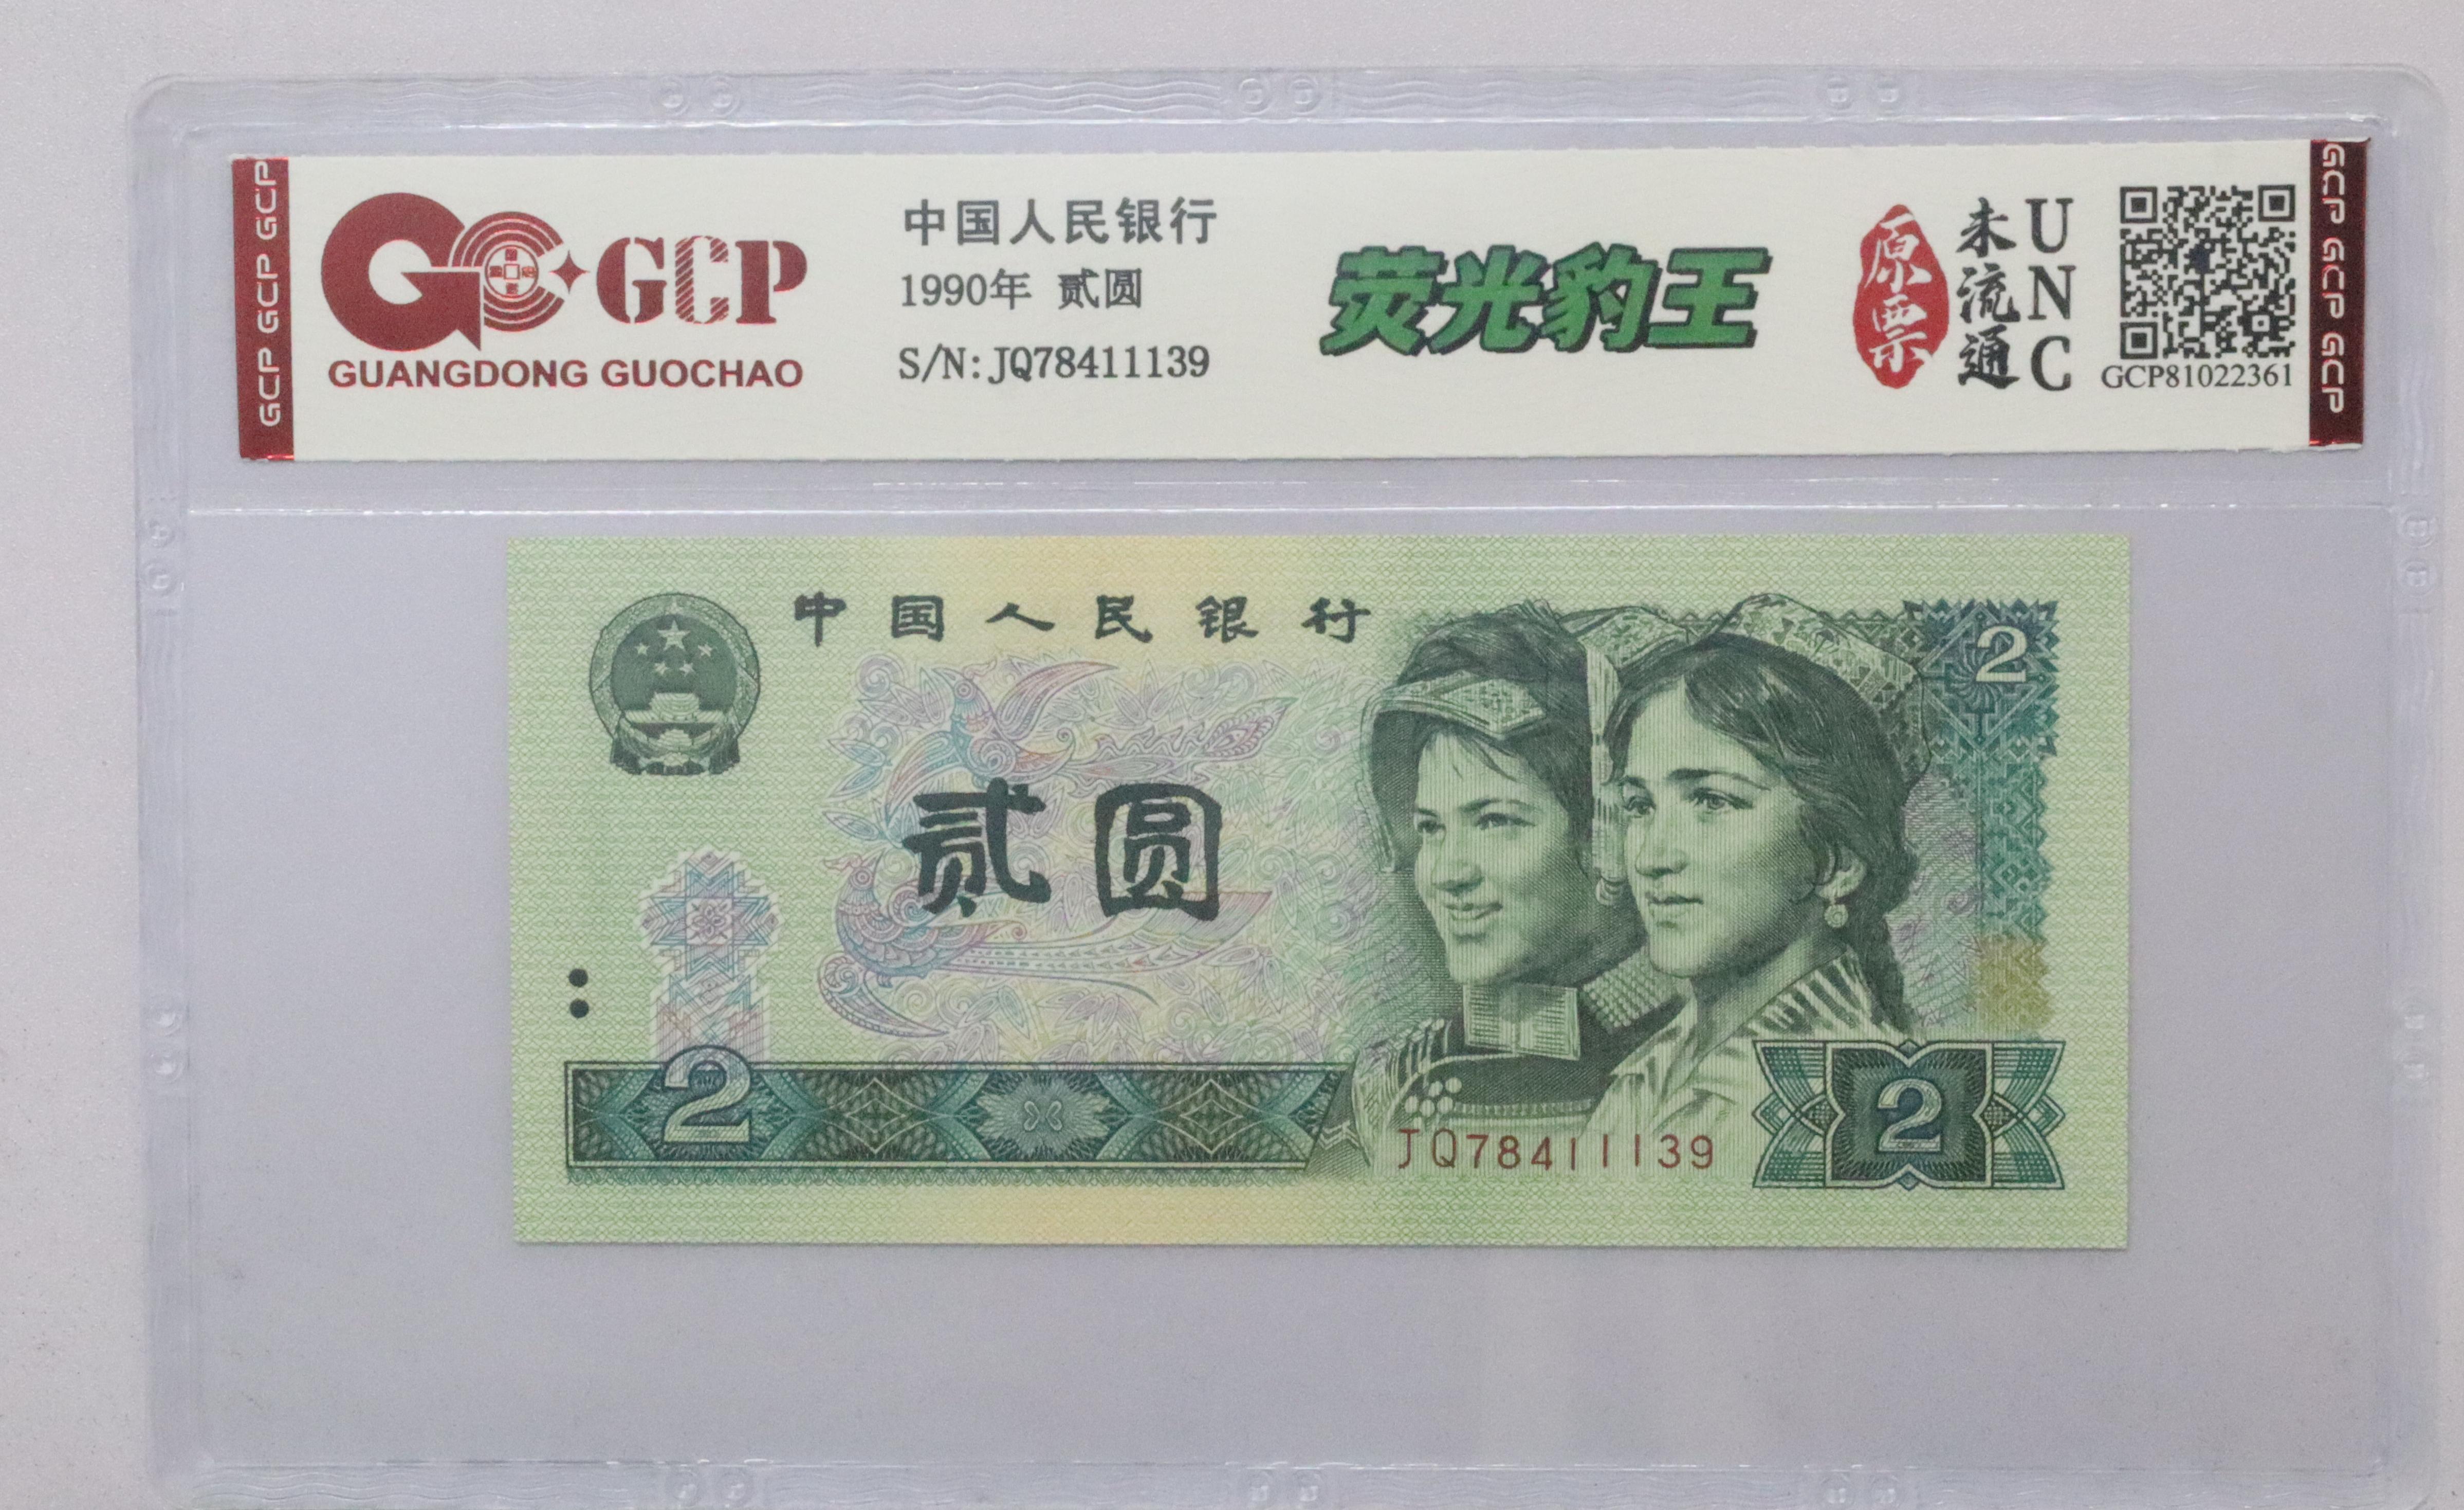 GCP GCP GCP
GCP
GUANGDONG GUOCHAO
中国人民银行
1990年 贰圆
S/N:JQ78411139
荧光豹王
原票
未流通
UNC
GCP81022361
GCP GCP GCP
中国人民银行
2
贰圆
2
JQ78411139
2